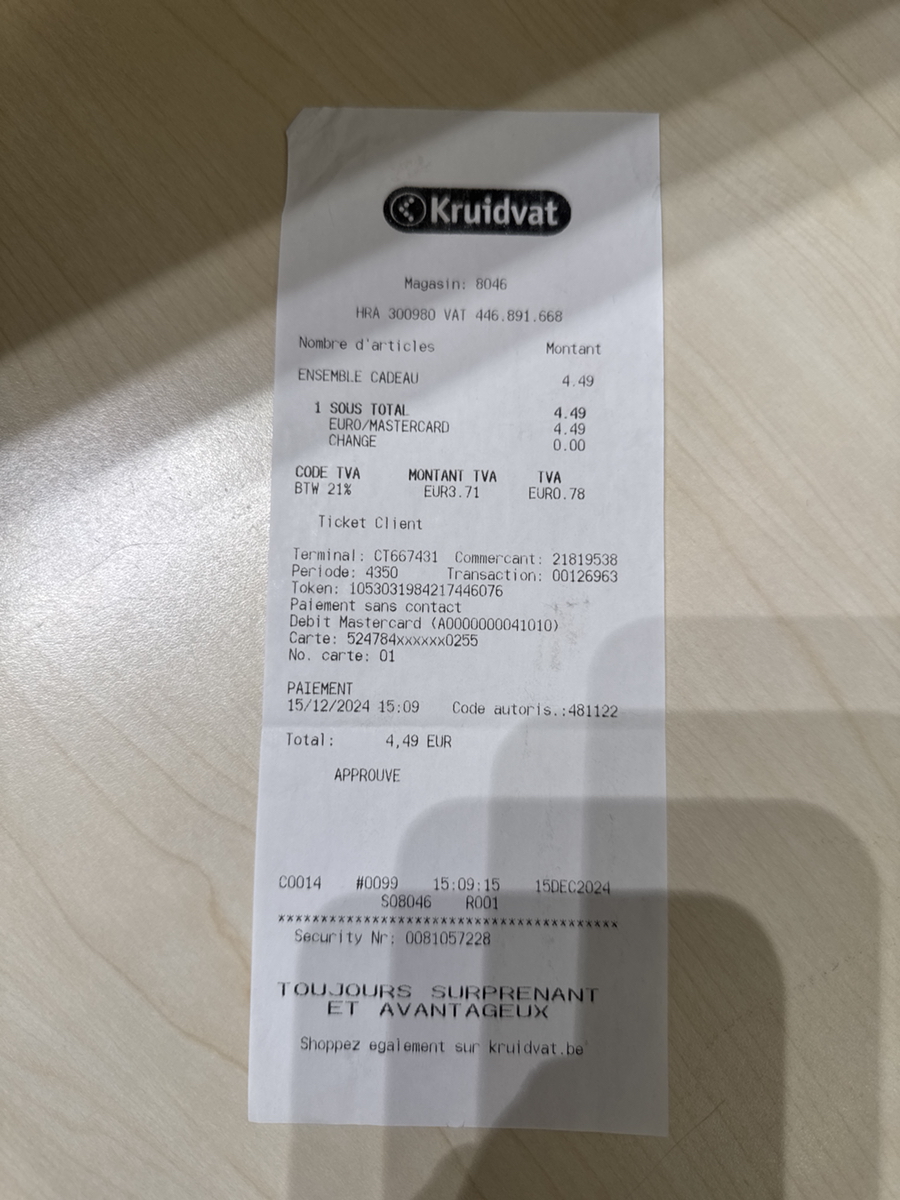 Kruidvat
Magasin: 8046
HRA 300980 VAT 446.891.668
Nombre d'articles Montant
ENSEMBLE CADEAU 4.49
1 SOUS TOTAL 4.49
EURO/MASTERCARD 4.49
CHANGE 0.00
CODE TVA MONTANT TVA TVA
BTW 21% EUR3.71 EUR0.78
Ticket Client
Terminal: CT667431 Commercant: 21819538
Periode: 4350 Transaction: 00126963
Token: 1053031984217446076
Paiement sans contact
Debit Mastercard (A0000000041010)
Carte: 524784xxxxxx0255
No. carte: 01
PAIEMENT
15/12/2024 15:09 Code autoris.:481122
Total: 4,49 EUR
APPROUVE
C0014 #0099 15:09:15 15DEC2024
S08046 R001
****************************************
Security Nr: 0081057228
TOUJOURS SURPRENANT
ET AVANTAGEUX
Shoppez egalement sur kruidvat.be